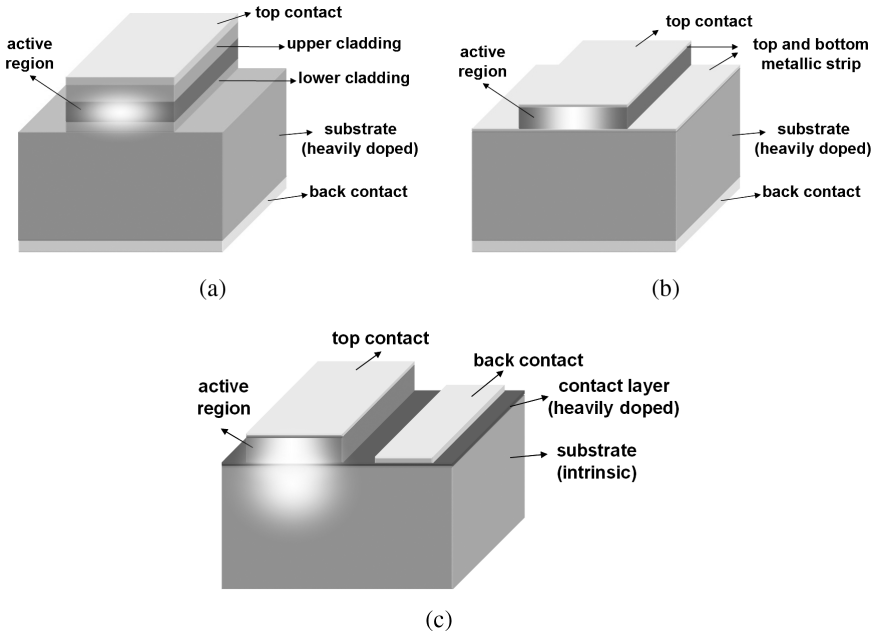 top contact
active
region
upper cladding
lower cladding
substrate
(heavily doped)
back contact
(a)
top contact
active
region
top and bottom
metallic strip
substrate
(heavily doped)
back contact
(b)
top contact
back contact
active
region
contact layer
(heavily doped)
substrate
(intrinsic)
(c)